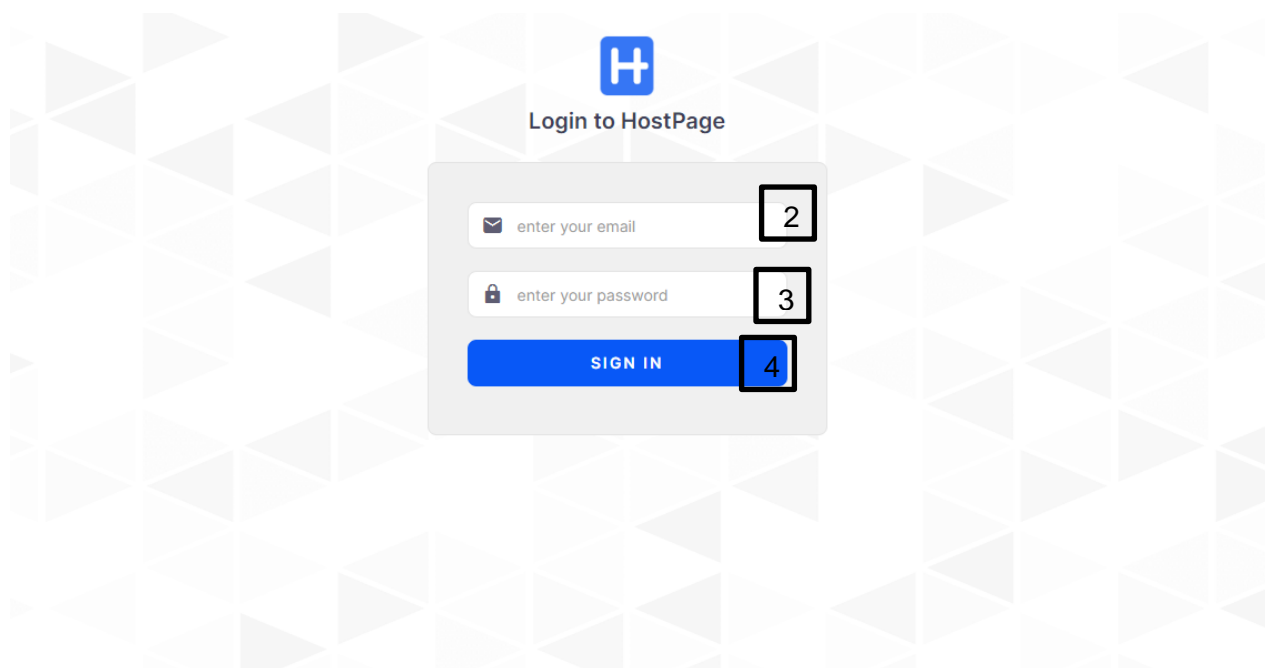 H
Login to HostPage
enter your email 2
enter your password 3
SIGN IN 4